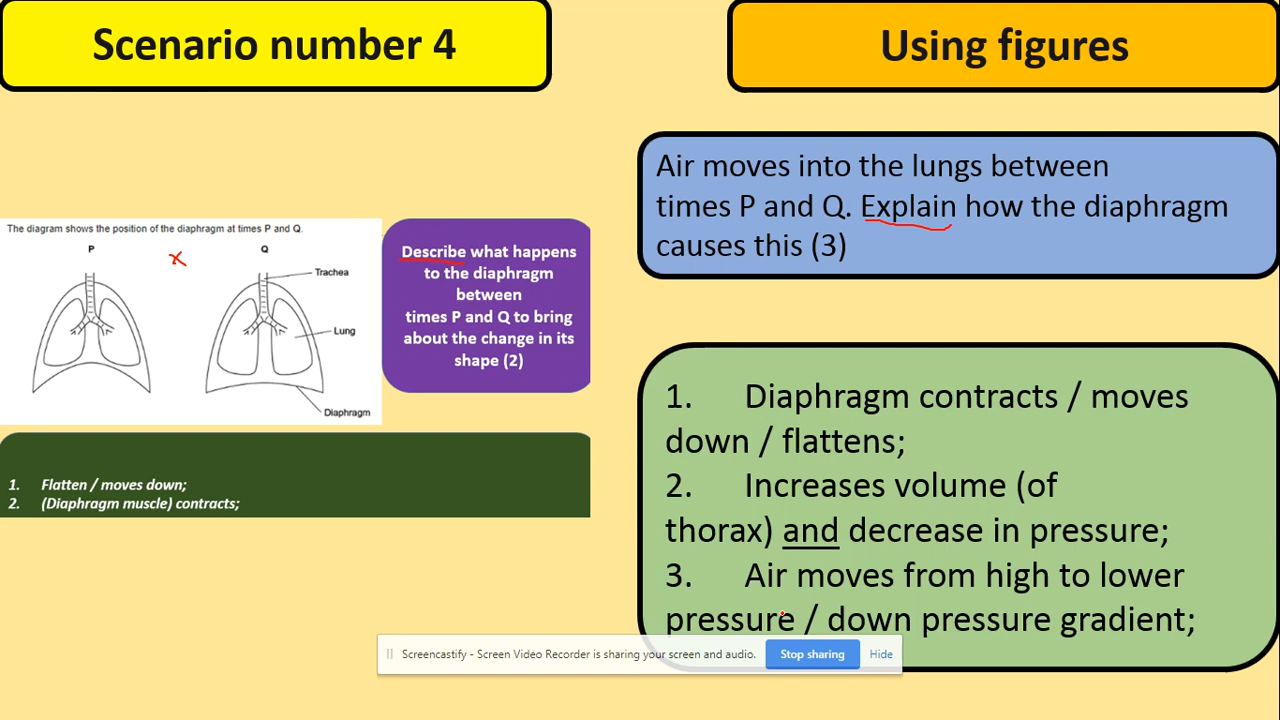 Scenario number 4
Using figures
Air moves into the lungs between
times P and Q. Explain how the diaphragm
causes this (3)
The diagram shows the position of the diaphragm at times P and Q.
P
Q
Trachea
Lung
Diaphragm
Describe what happens
to the diaphragm
between
times P and Q to bring
about the change in its
shape (2)
1. Flatten / moves down;
2. (Diaphragm muscle) contracts;
1. Diaphragm contracts / moves
down / flattens;
2. Increases volume (of
thorax) and decrease in pressure;
3. Air moves from high to lower
pressure / down pressure gradient;
Screencastify - Screen Video Recorder is sharing your screen and audio.
Stop sharing
Hide